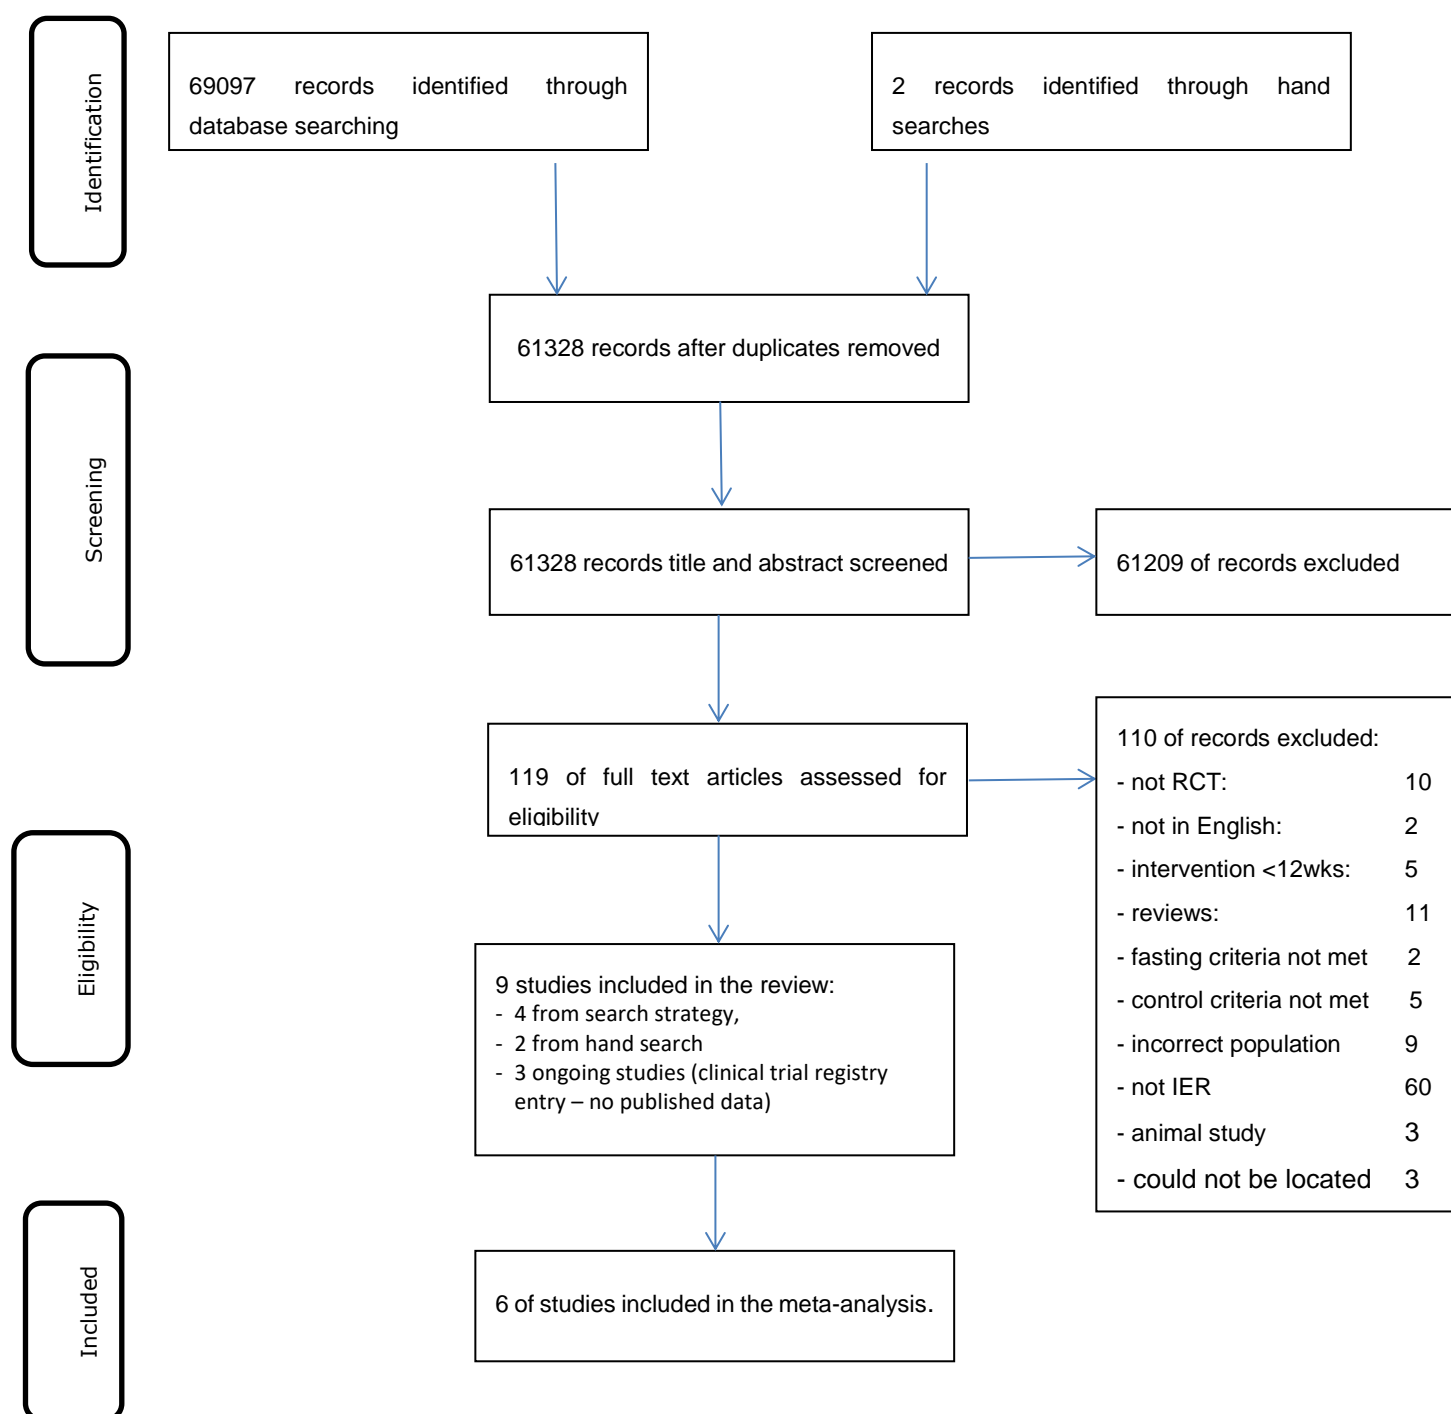 Identification
69097 records identified through
database searching
2 records identified through hand
searches
61328 records after duplicates removed
Screening
61328 records title and abstract screened
61209 of records excluded
119 of full text articles assessed for
eligibility
110 of records excluded:
- not RCT: 10
- not in English: 2
- intervention <12wks: 5
- reviews: 11
- fasting criteria not met 2
- control criteria not met 5
- incorrect population 9
- not IER 60
- animal study 3
- could not be located 3
Eligibility
9 studies included in the review:
- 4 from search strategy,
- 2 from hand search
- 3 ongoing studies (clinical trial registry
entry – no published data)
Included
6 of studies included in the meta-analysis.